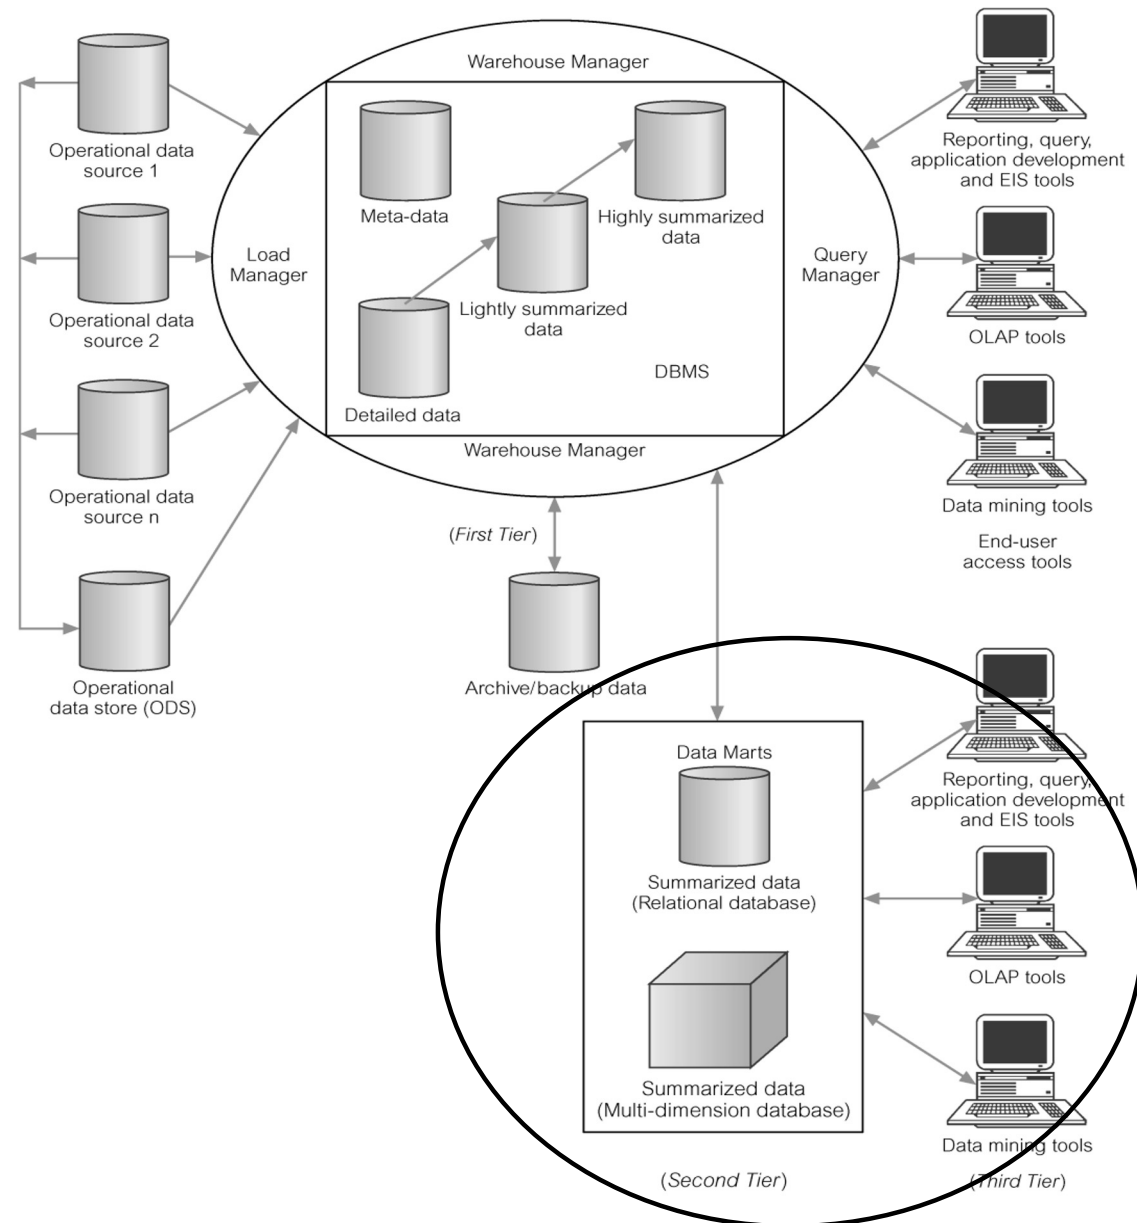 Warehouse Manager
Operational data
source 1
Meta-data
Highly summarized
data
Reporting, query,
application development
and EIS tools
Operational data
source 2
Load
Manager
Lightly summarized
data
Query
Manager
OLAP tools
DBMS
Detailed data
Warehouse Manager
Operational data
source n
Data mining tools
End-user
access tools
(First Tier)
Operational
data store (ODS)
Archive/backup data
Data Marts
Summarized data
(Relational database)
Summarized data
(Multi-dimension database)
Reporting, query,
application development
and EIS tools
OLAP tools
Data mining tools
(Second Tier)
(Third Tier)